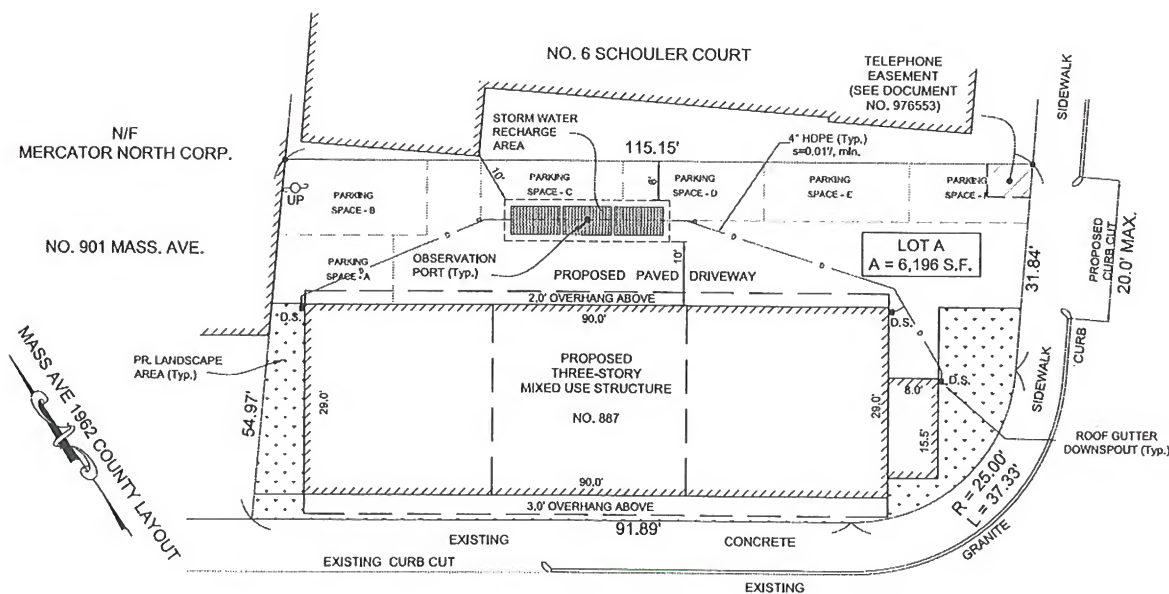 NO. 6 SCHOULER COURT
TELEPHONE
EASEMENT
(SEE DOCUMENT
NO. 976553)
SIDEWALK
N/F
MERCATOR NORTH CORP.
STORM WATER
RECHARGE
AREA
115.15'
4" HDPE (Typ.)
s=0.01'/, min.
10'
6'
UP
PARKING
SPACE - B
PARKING
SPACE - C
PARKING
SPACE - D
PARKING
SPACE - E
PARKING
SPACE -
NO. 901 MASS. AVE.
PARKING
SPACE -A
D
D
D
D
OBSERVATION
PORT (Typ.)
10'
PROPOSED PAVED DRIVEWAY
LOT A
A = 6,196 S.F.
31.84'
PROPOSED
CURB CUT
20.0' MAX.
2.0' OVERHANG ABOVE
90.0'
D.S.
D.S.
D.S.
PR. LANDSCAPE
AREA (Typ.)
PROPOSED
THREE-STORY
MIXED USE STRUCTURE
NO. 887
29.0'
29.0'
8.0'
15.5'
SIDEWALK
CURB
MASS AVE 1962 COUNTY LAYOUT
54.97'
ROOF GUTTER
DOWNSPOUT (Typ.)
90.0'
3.0' OVERHANG ABOVE
R = 25.00'
L = 37.33'
GRANITE
91.89'
EXISTING CONCRETE
EXISTING CURB CUT
EXISTING